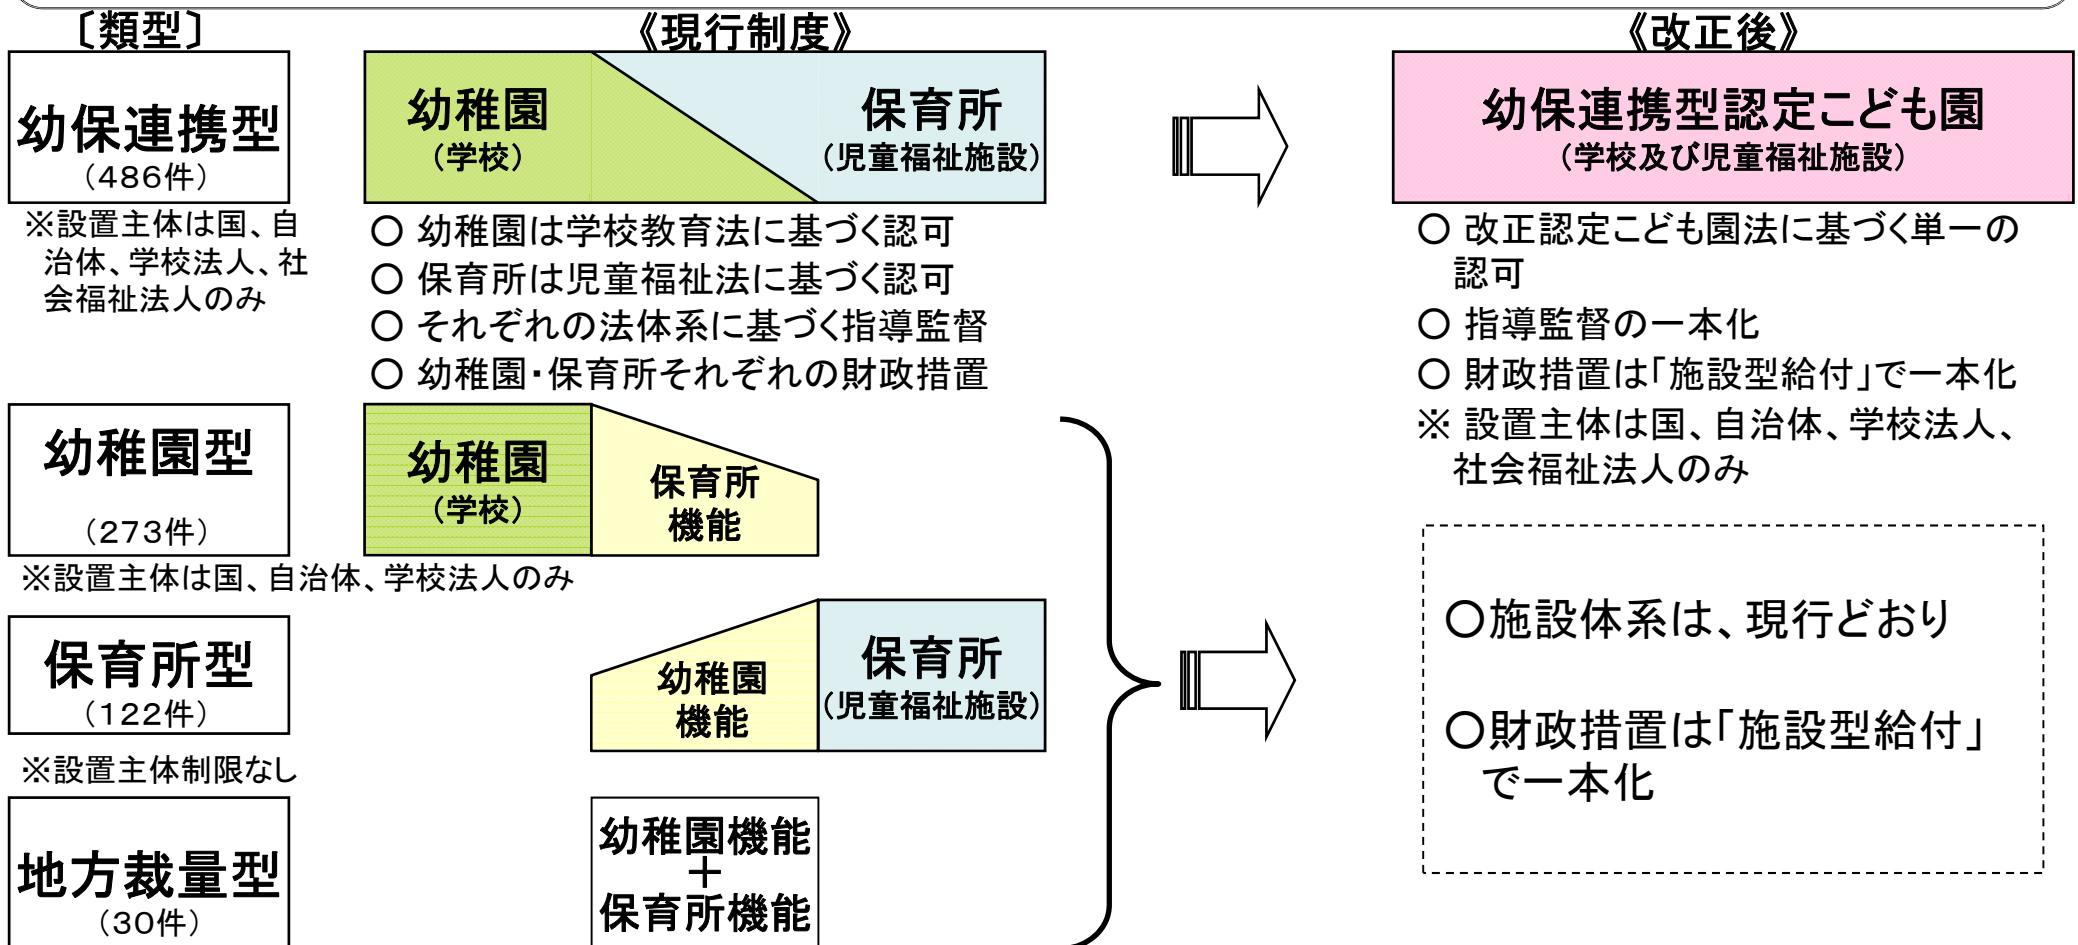 〔類型〕
《現行制度》
《改正後》
幼保連携型
（486件）
※設置主体は国、自
治体、学校法人、社
会福祉法人のみ
幼稚園
（学校）
保育所
（児童福祉施設）
○ 幼稚園は学校教育法に基づく認可
○ 保育所は児童福祉法に基づく認可
○ それぞれの法体系に基づく指導監督
○ 幼稚園・保育所それぞれの財政措置
幼保連携型認定こども園
（学校及び児童福祉施設）
○ 改正認定こども園法に基づく単一の
認可
○ 指導監督の一本化
○ 財政措置は「施設型給付」で一本化
※ 設置主体は国、自治体、学校法人、
社会福祉法人のみ
幼稚園型
（273件）
※設置主体は国、自治体、学校法人のみ
幼稚園
（学校）
保育所
機能
保育所型
（122件）
※設置主体制限なし
幼稚園
機能
保育所
（児童福祉施設）
地方裁量型
（30件）
幼稚園機能
＋
保育所機能
○施設体系は、現行どおり
○財政措置は「施設型給付」
で一本化